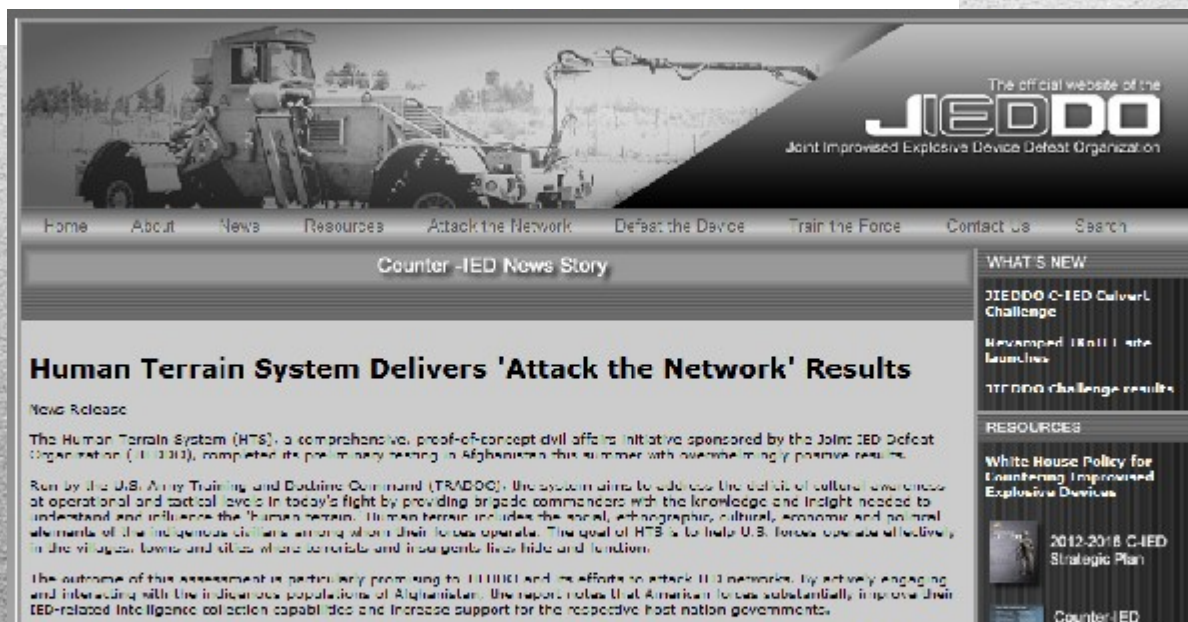 The official website of the
JIEDDO
Joint Improvised Explosive Device Defeat Organization
Home About News Resources Attack the Network Defeat the Device Train the Force Contact Us Search
Counter -IED News Story
Human Terrain System Delivers 'Attack the Network' Results
News Release
The Human Terrain System (HTS), a comprehensive, proof-of-concept civil affairs initiative sponsored by the Joint IED Defeat
Organization (JIEDDO), completed its preliminary testing in Afghanistan this summer with overwhelmingly positive results.
Run by the U.S. Army Training and Doctrine Command (TRADOC), the system aims to address the deficit of cultural awareness
at operational and tactical levels in today's fight by providing brigade commanders with the knowledge and insight needed to
understand and influence the 'human terrain.' Human terrain includes the social, ethnographic, cultural, economic and political
elements of the indigenous civilians among whom their forces operate. The goal of HTS is to help U.S. forces operate effectively
in the villages, towns and cities where terrorists and insurgents live, hide and function.
The outcome of this assessment is particularly promising to JIEDDO and its efforts to attack IED networks. By actively engaging
and interacting with the indigenous populations of Afghanistan, the report notes that American forces substantially improve their
IED-related intelligence collection capabilities and increase support for the respective host nation governments.
WHAT'S NEW
JIEDDO C-IED Culvert
Challenge
Revamped JKnIFE site
launches
JIEDDO Challenge results
RESOURCES
White House Policy for
Countering Improvised
Explosive Devices
2012-2016 C-IED
Strategic Plan
Counter-IED